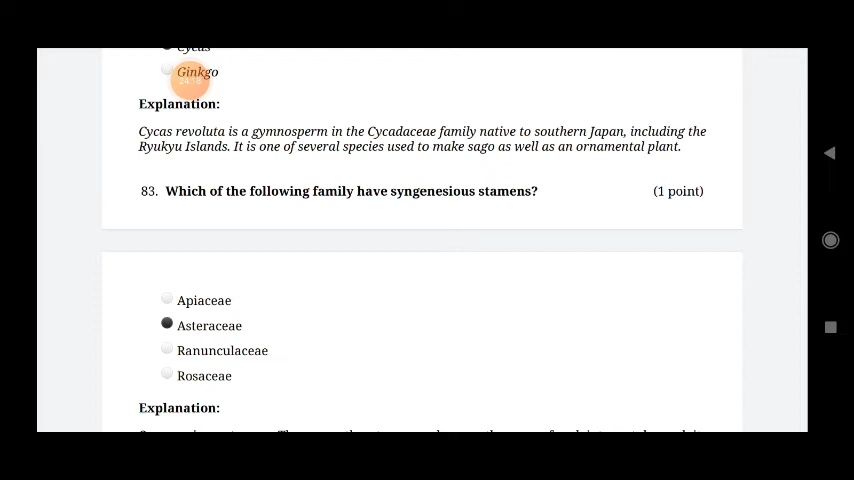 Cycas
Ginkgo
Explanation:
Cycas revoluta is a gymnosperm in the Cycadaceae family native to southern Japan, including the
Ryukyu Islands. It is one of several species used to make sago as well as an ornamental plant.
83. Which of the following family have syngenesious stamens? (1 point)
Apiaceae
Asteraceae
Ranunculaceae
Rosaceae
Explanation: